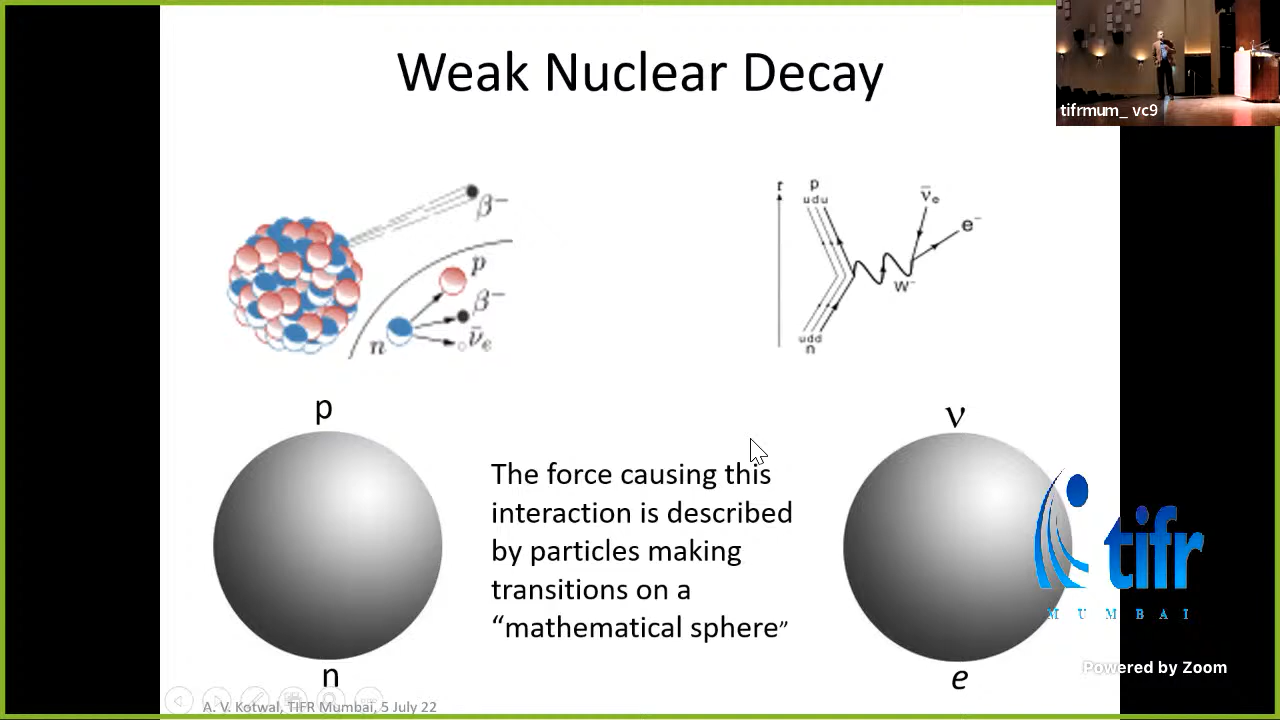 Weak Nuclear Decay
tifrmum_ vc9
β⁻
p
β⁻
n
ν̄e
t
p
udu
ν̄e
e⁻
W⁻
udd
n
p
ν
The force causing this
interaction is described
by particles making
transitions on a
“mathematical sphere”
tifr
MUMBAI
n
e
Powered by Zoom
A. V. Kotwal, TIFR Mumbai, 5 July 22